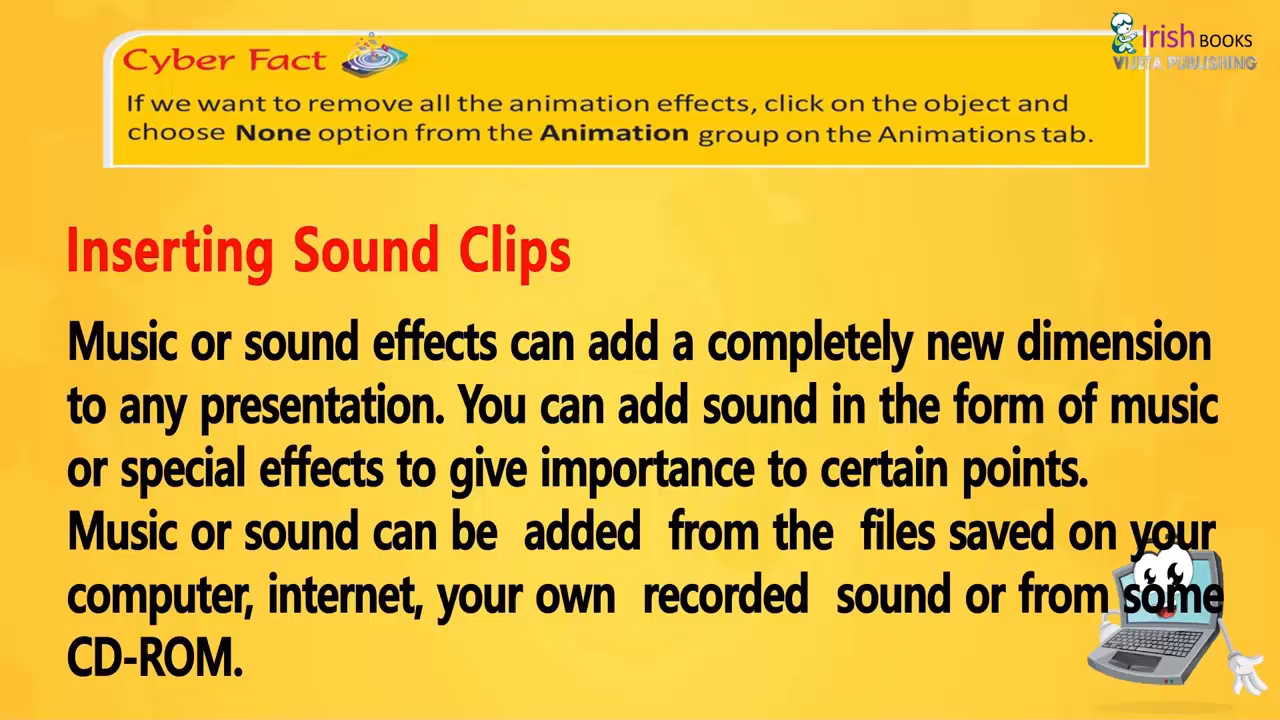 Irish BOOKS
VIJETA PUBLISHING
Cyber Fact
If we want to remove all the animation effects, click on the object and
choose None option from the Animation group on the Animations tab.
Inserting Sound Clips
Music or sound effects can add a completely new dimension
to any presentation. You can add sound in the form of music
or special effects to give importance to certain points.
Music or sound can be added from the files saved on your
computer, internet, your own recorded sound or from some
CD-ROM.